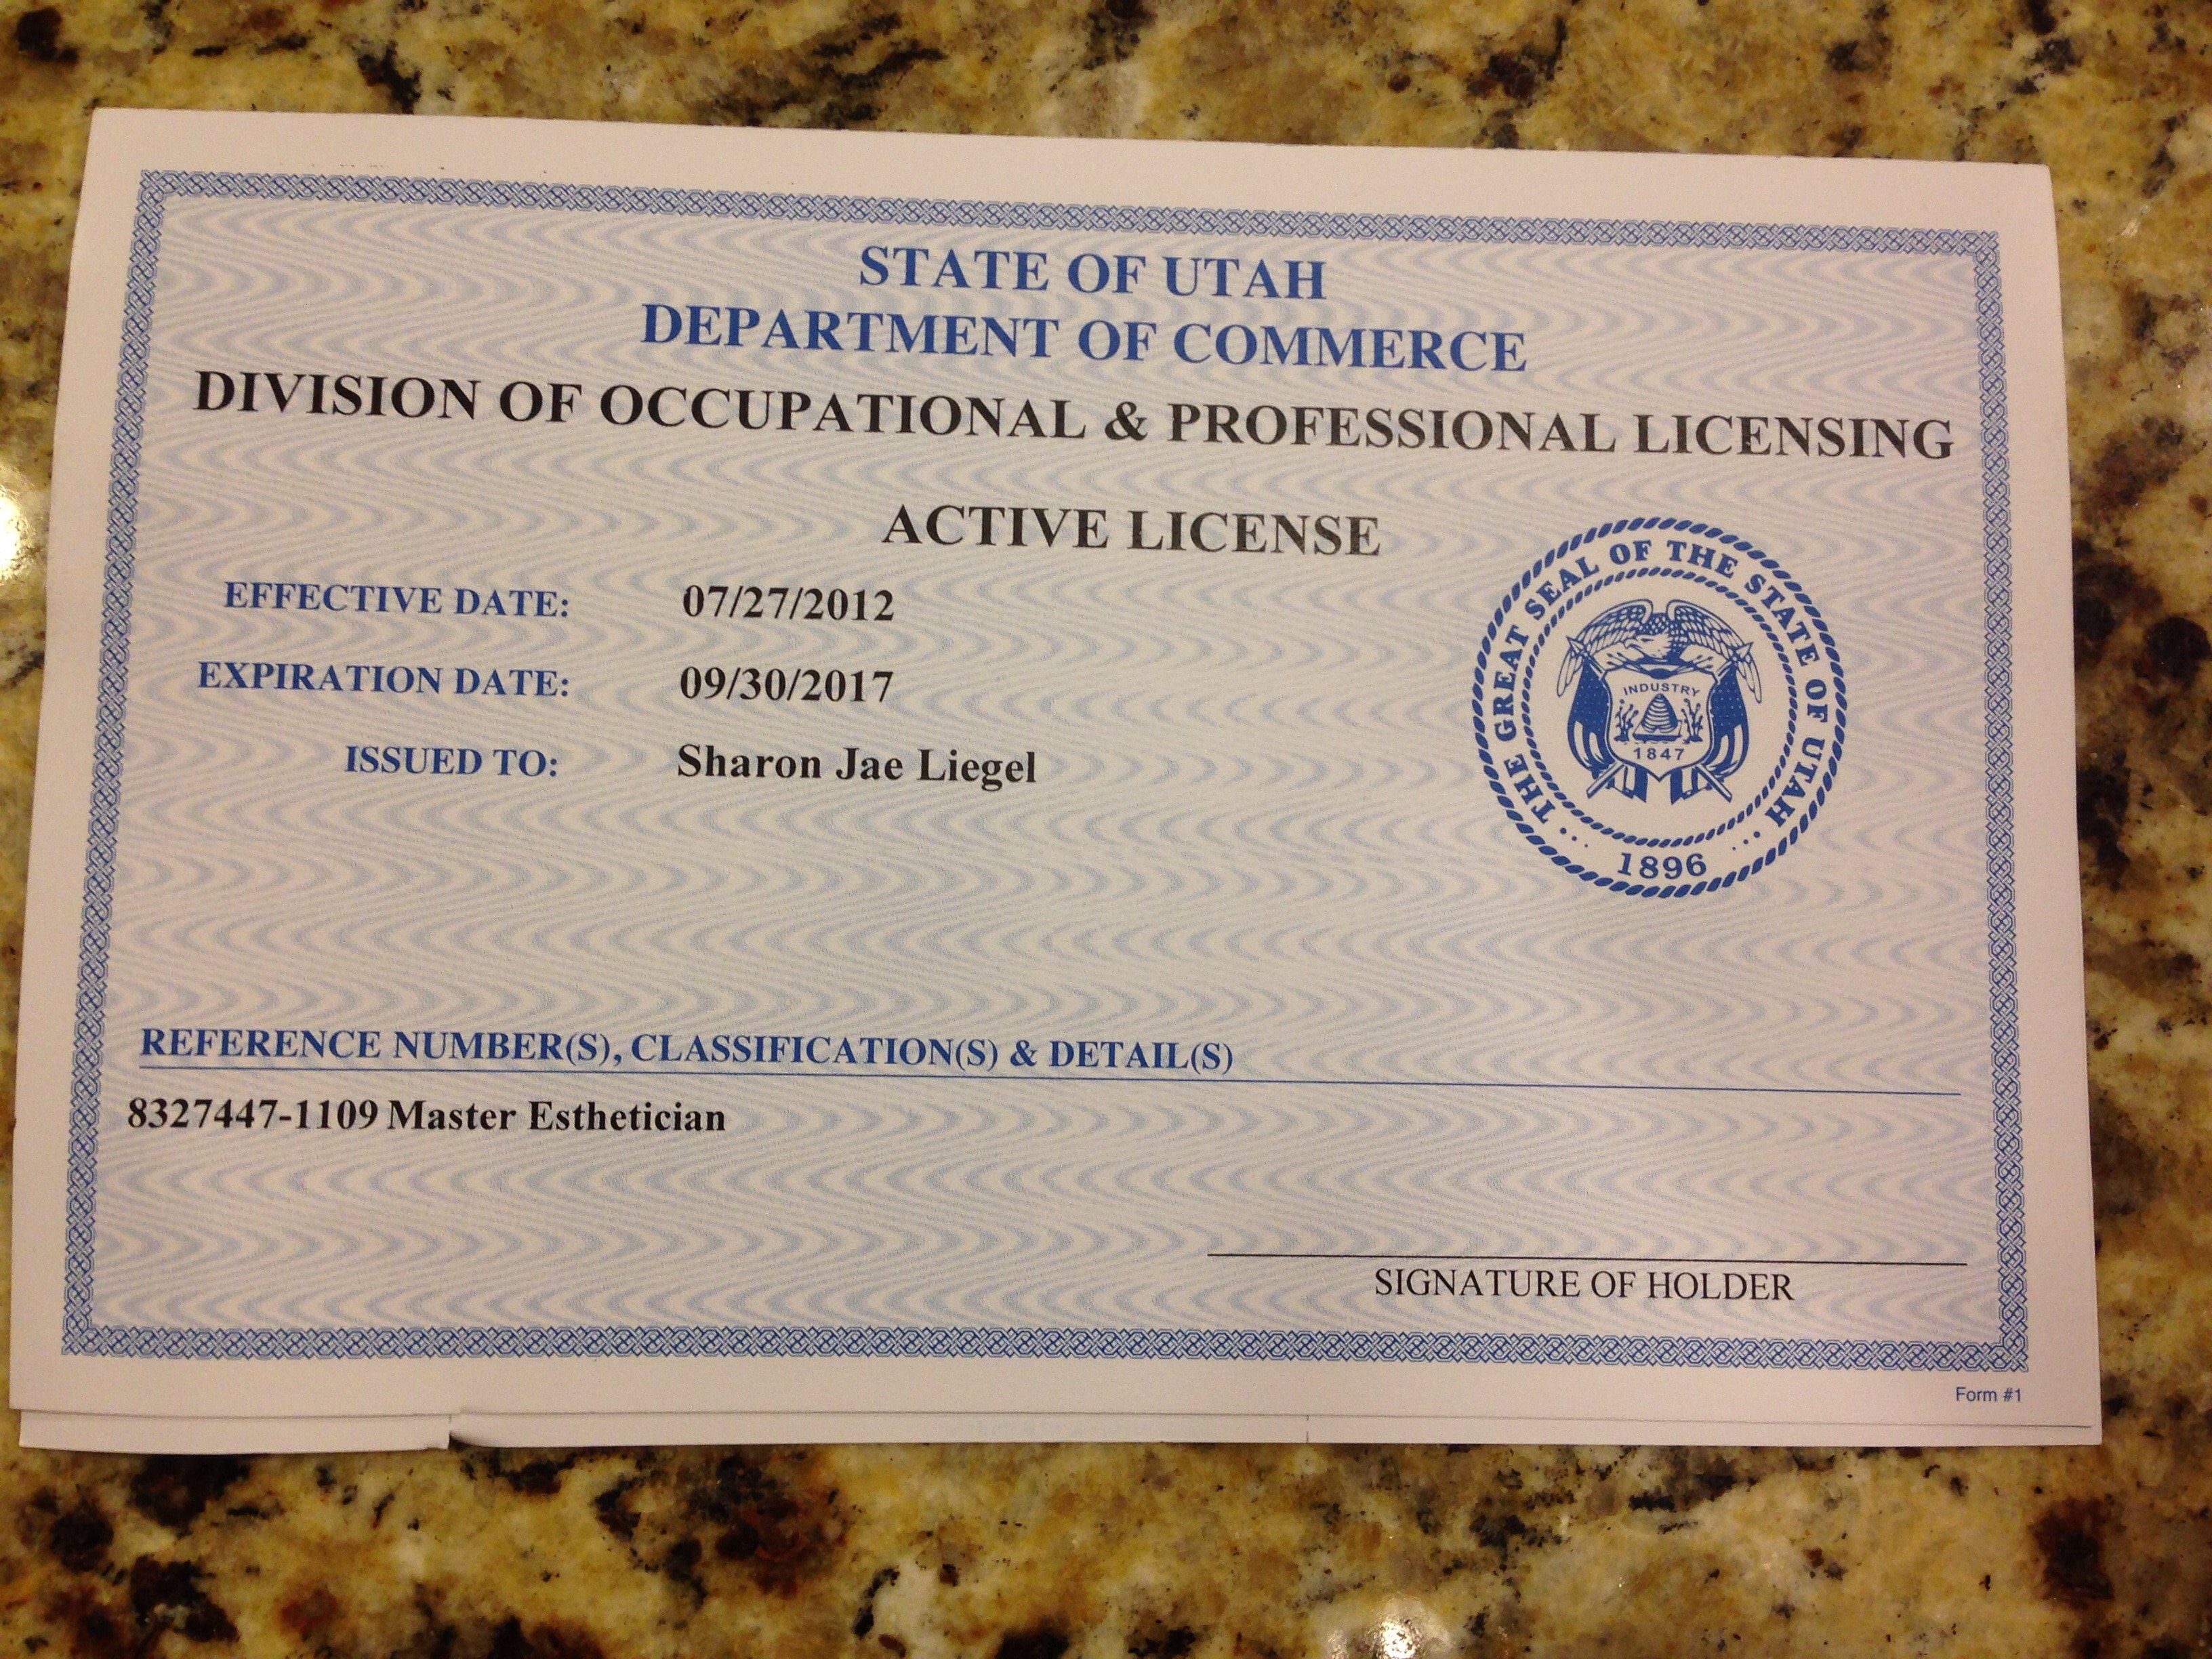 STATE OF UTAH
DEPARTMENT OF COMMERCE
DIVISION OF OCCUPATIONAL & PROFESSIONAL LICENSING
ACTIVE LICENSE
EFFECTIVE DATE: 07/27/2012
EXPIRATION DATE: 09/30/2017
ISSUED TO: Sharon Jae Liegel
THE GREAT SEAL OF THE STATE OF UTAH
INDUSTRY
1847
1896
REFERENCE NUMBER(S), CLASSIFICATION(S) & DETAIL(S)
8327447-1109 Master Esthetician
SIGNATURE OF HOLDER
Form #1